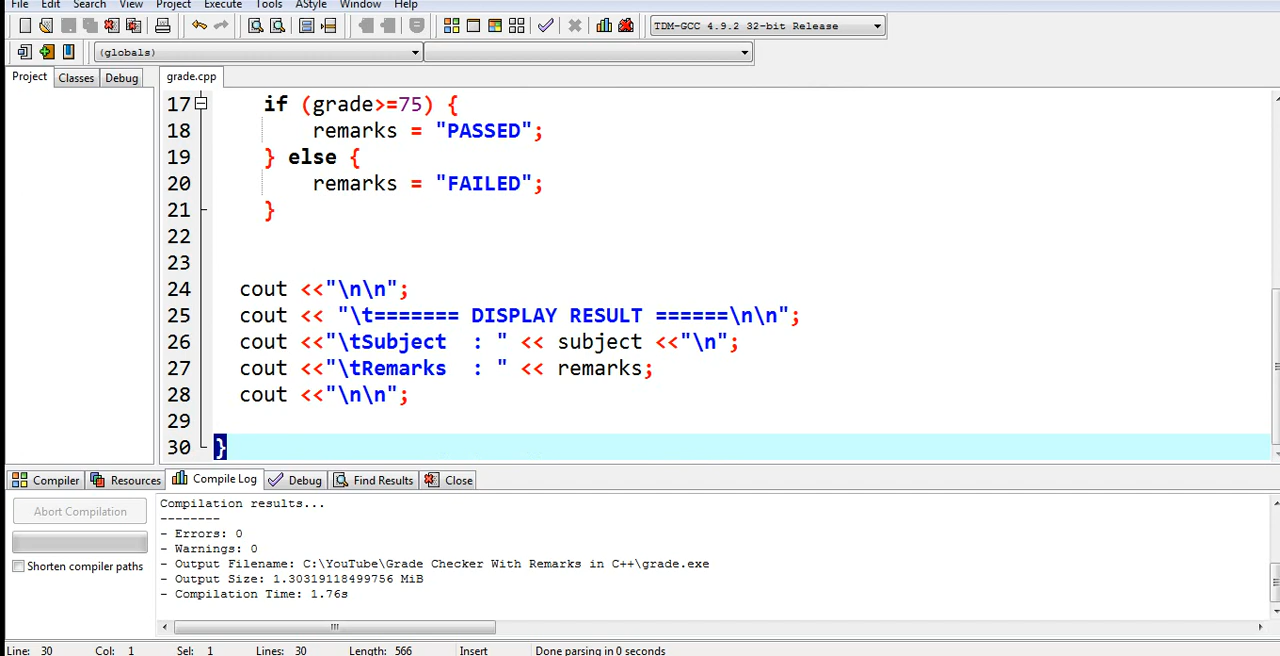 File Edit Search View Project Execute Tools AStyle Window Help
TDM-GCC 4.9.2 32-bit Release
(globals)
Project Classes Debug grade.cpp
17 if (grade>=75) {
18 remarks = "PASSED";
19 } else {
20 remarks = "FAILED";
21 }
22
23
24 cout <<"\n\n";
25 cout << "\t======= DISPLAY RESULT ======\n\n";
26 cout <<"\tSubject  : " << subject <<"\n";
27 cout <<"\tRemarks  : " << remarks;
28 cout <<"\n\n";
29
30 }
Compiler Resources Compile Log Debug Find Results Close
Abort Compilation
Shorten compiler paths
Compilation results...
--------
- Errors: 0
- Warnings: 0
- Output Filename: C:\YouTube\Grade Checker With Remarks in C++\grade.exe
- Output Size: 1.30319118499756 MiB
- Compilation Time: 1.76s
Line: 30 Col: 1 Sel: 1 Lines: 30 Length: 566 Insert Done parsing in 0 seconds